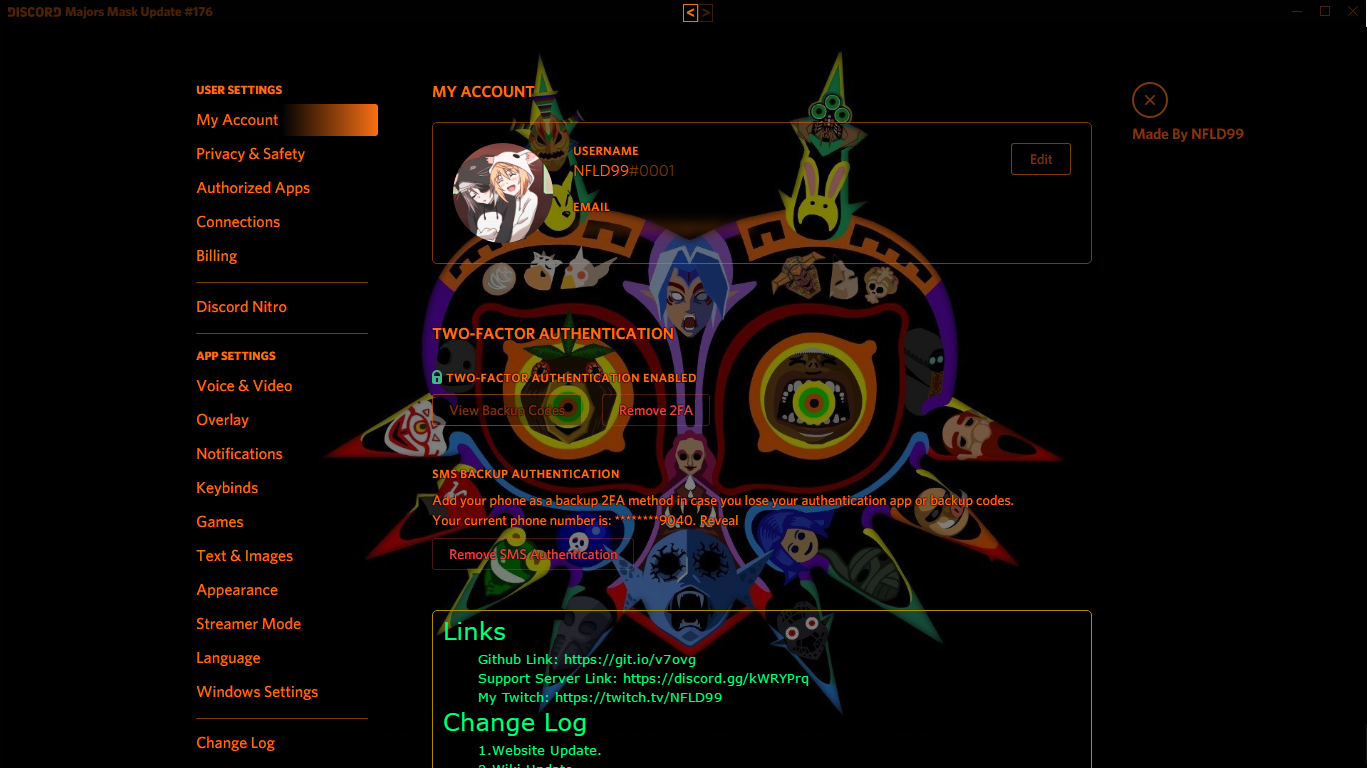 DISCORD Majors Mask Update #176
< >
USER SETTINGS
My Account
Privacy & Safety
Authorized Apps
Connections
Billing
Discord Nitro
APP SETTINGS
Voice & Video
Overlay
Notifications
Keybinds
Games
Text & Images
Appearance
Streamer Mode
Language
Windows Settings
Change Log
MY ACCOUNT
USERNAME
NFLD99#0001
EMAIL
Edit
TWO-FACTOR AUTHENTICATION
TWO-FACTOR AUTHENTICATION ENABLED
View Backup Codes
Remove 2FA
SMS BACKUP AUTHENTICATION
Add your phone as a backup 2FA method in case you lose your authentication app or backup codes.
Your current phone number is: ********9040. Reveal
Remove SMS Authentication
Links
Github Link: https://git.io/v7ovg
Support Server Link: https://discord.gg/kWRYPrq
My Twitch: https://twitch.tv/NFLD99
Change Log
1.Website Update.
2.Wiki Update.
Made By NFLD99